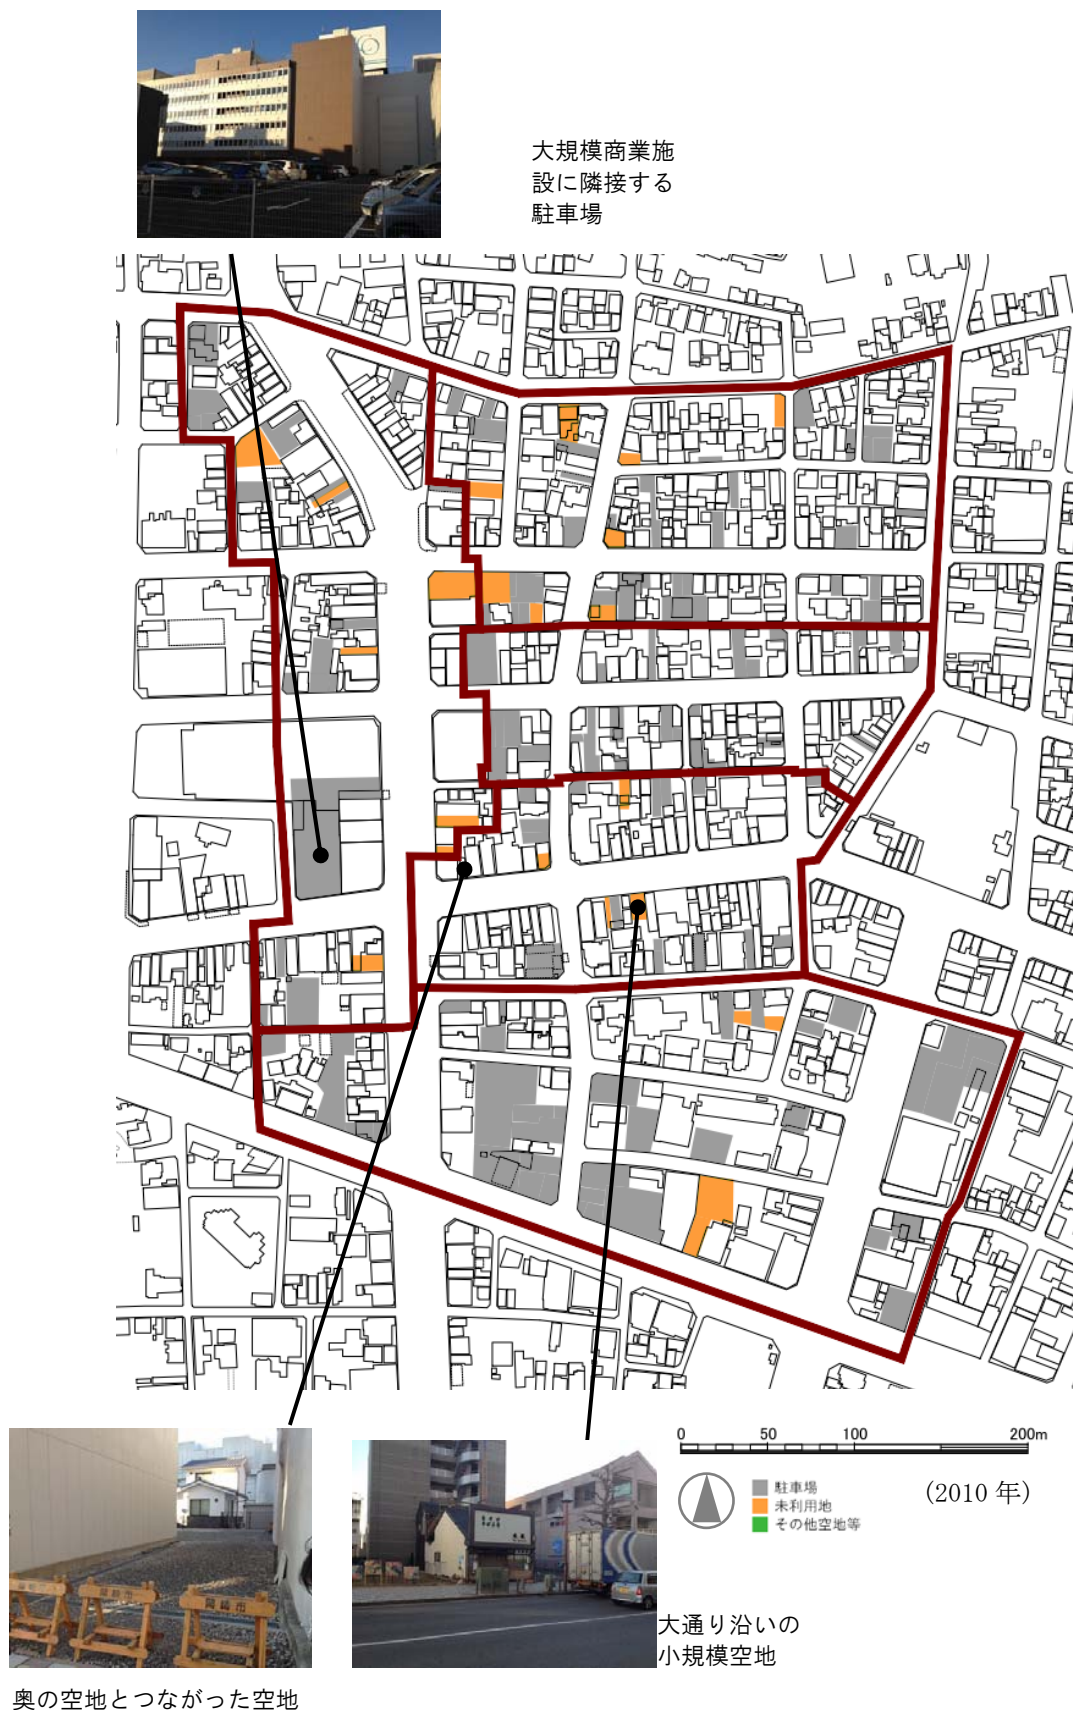 大規模商業施
設に隣接する
駐車場
0 50 100 200m
駐車場
未利用地
その他空地等
(2010 年)
岡崎市
大通り沿いの
小規模空地
奥の空地とつながった空地